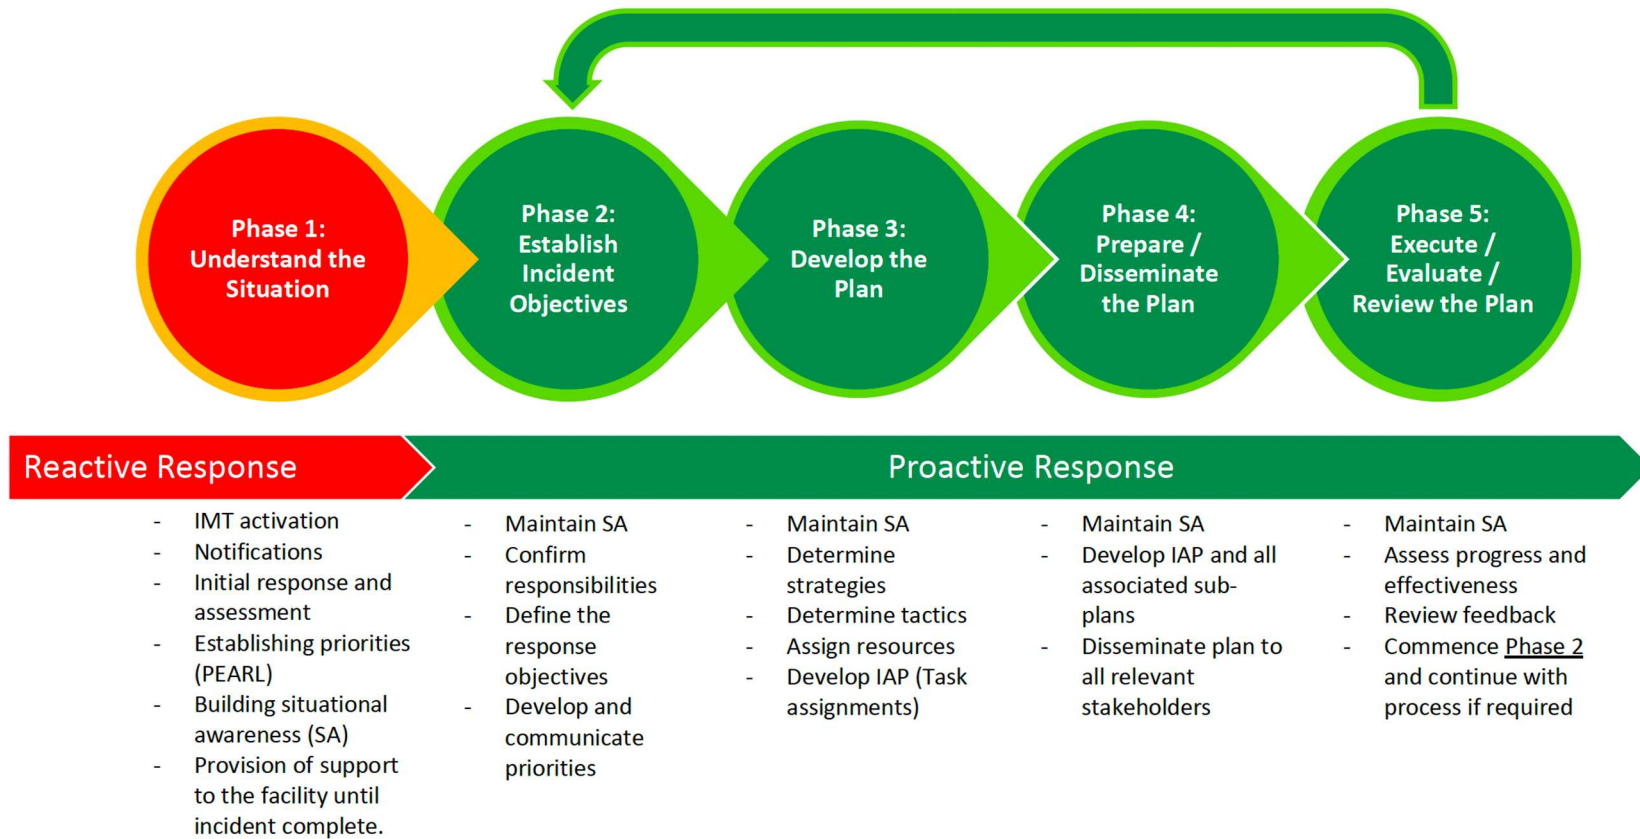 Phase 1:
Understand the
Situation
Phase 2:
Establish
Incident
Objectives
Phase 3:
Develop the
Plan
Phase 4:
Prepare /
Disseminate
the Plan
Phase 5:
Execute /
Evaluate /
Review the Plan
Reactive Response
Proactive Response
- IMT activation
- Notifications
- Initial response and
assessment
- Establishing priorities
(PEARL)
- Building situational
awareness (SA)
- Provision of support
to the facility until
incident complete.
- Maintain SA
- Confirm
responsibilities
- Define the
response
objectives
- Develop and
communicate
priorities
- Maintain SA
- Determine
strategies
- Determine tactics
- Assign resources
- Develop IAP (Task
assignments)
- Maintain SA
- Develop IAP and all
associated sub-
plans
- Disseminate plan to
all relevant
stakeholders
- Maintain SA
- Assess progress and
effectiveness
- Review feedback
- Commence Phase 2
and continue with
process if required